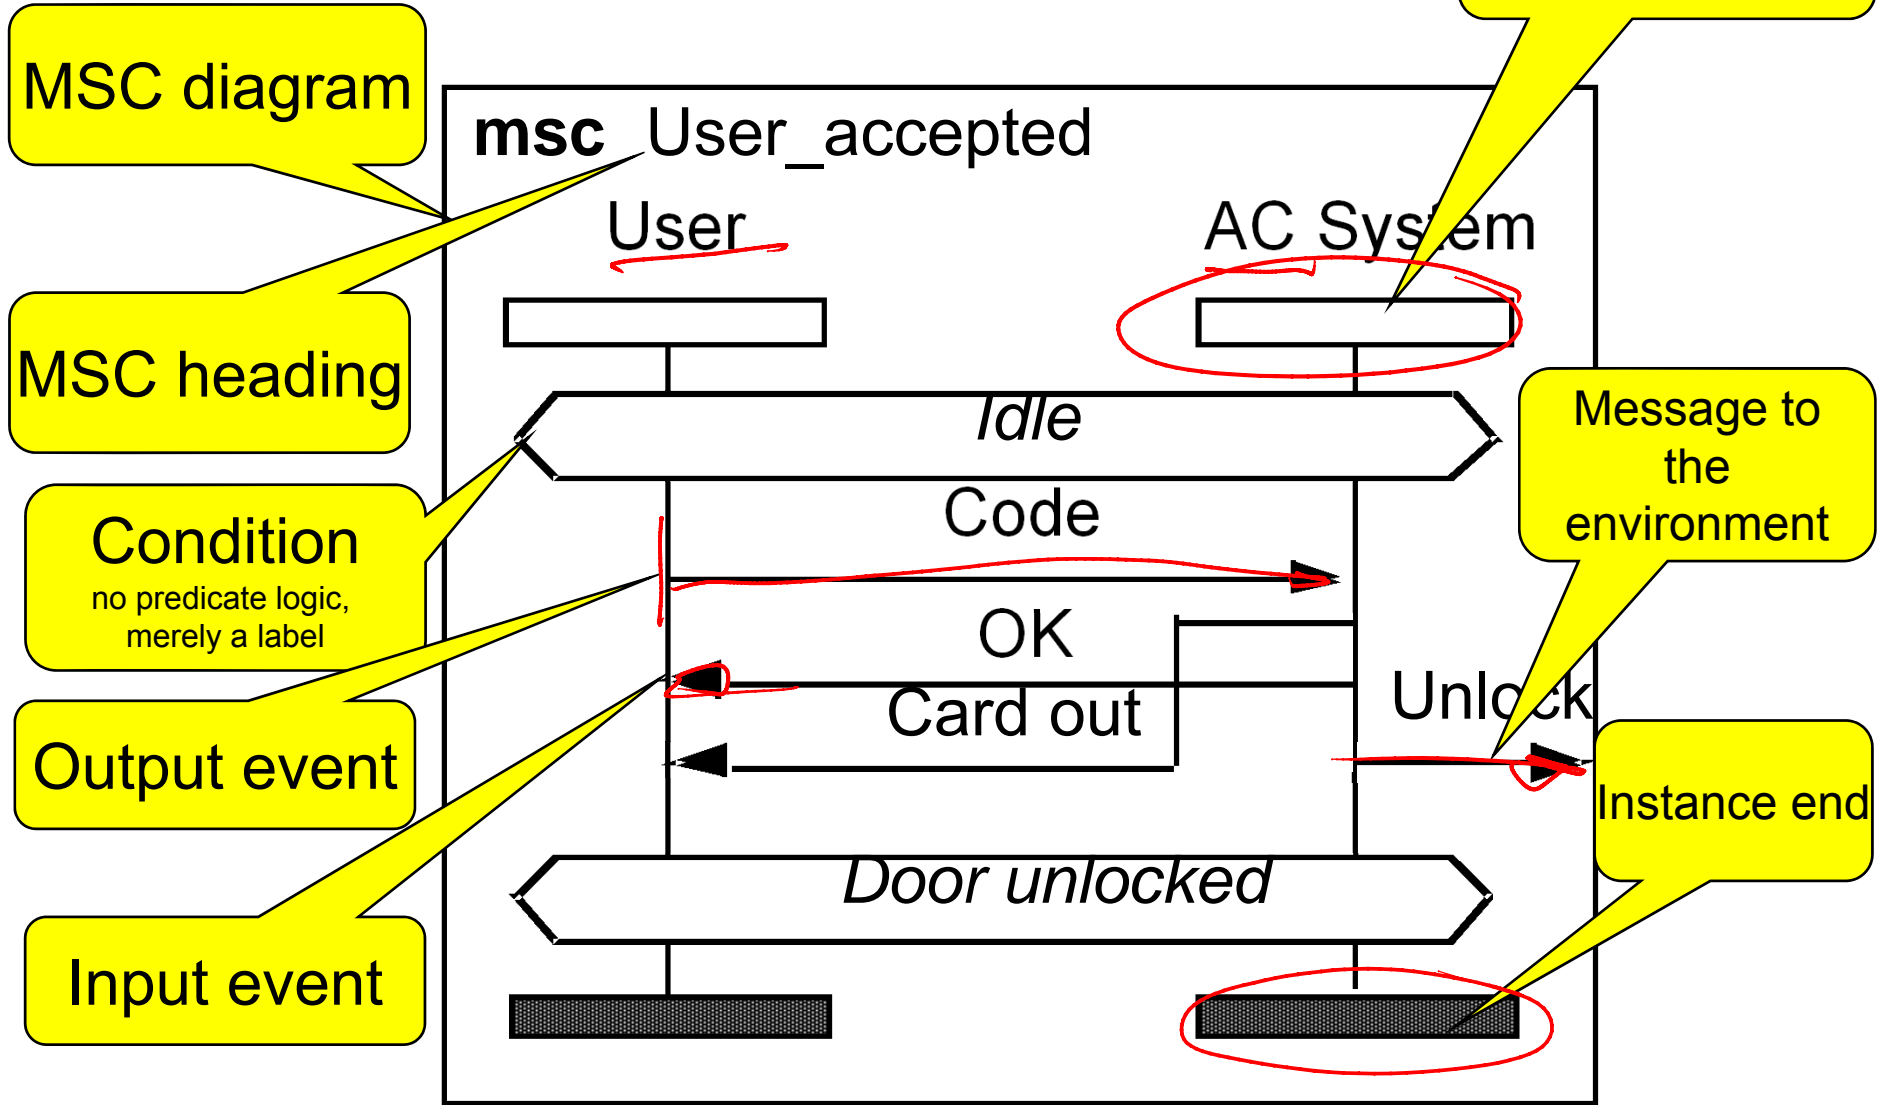 MSC diagram
msc User_accepted
User
AC System
MSC heading
Idle
Message to
the
environment
Condition
no predicate logic,
merely a label
Code
OK
Unlock
Card out
Output event
Instance end
Door unlocked
Input event